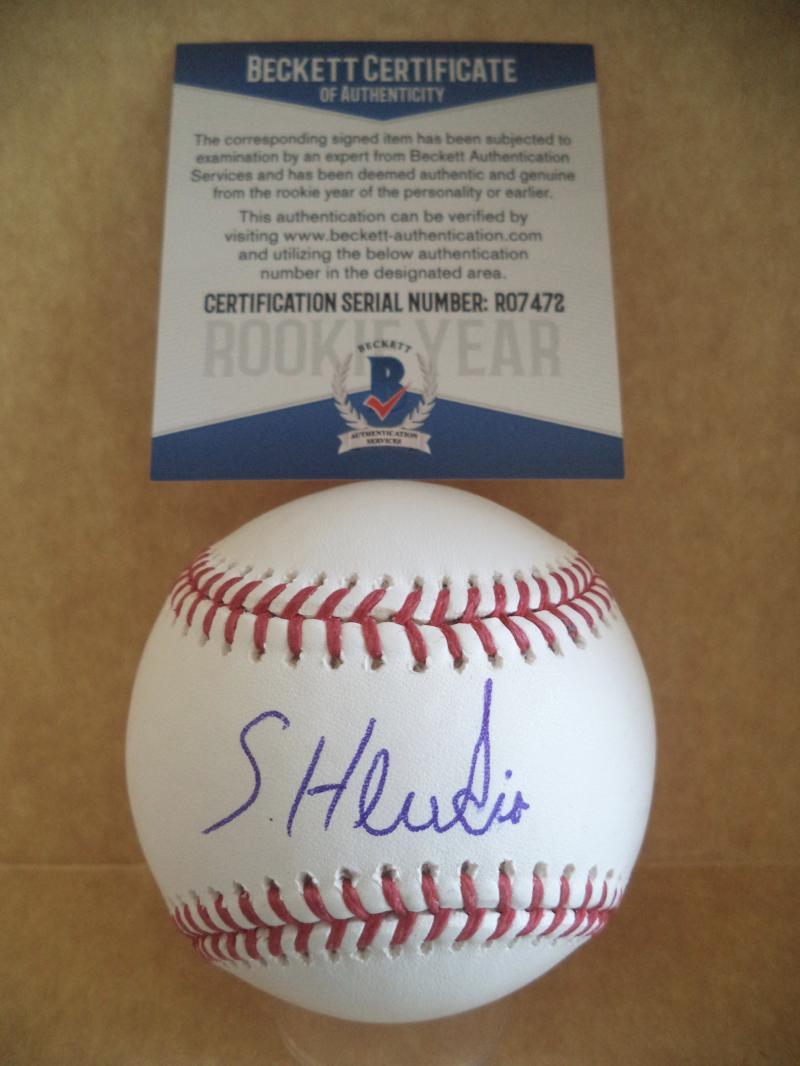 BECKETT CERTIFICATE
OF AUTHENTICITY
The corresponding signed item has been subjected to
examination by an expert from Beckett Authentication
Services and has been deemed authentic and genuine
from the rookie year of the personality or earlier.
This authentication can be verified by
visiting www.beckett-authentication.com
and utilizing the below authentication
number in the designated area.
CERTIFICATION SERIAL NUMBER: R07472
ROOKIE YEAR
BECKETT
B
AUTHENTICATION
SERVICES
S H